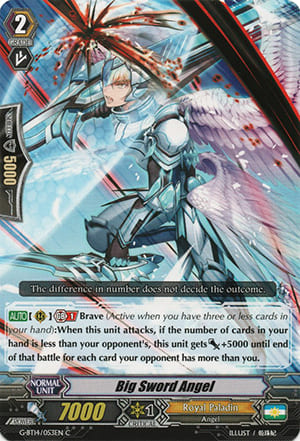 2
GRADE
SHIELD
5000
The difference in number does not decide the outcome.
AUTO [ ] GB 1 Brave (Active when you have three or less cards in
your hand):When this unit attacks, if the number of cards in your
hand is less than your opponent's, this unit gets +5000 until end
of that battle for each card your opponent has more than you.
NORMAL
UNIT
Big Sword Angel
POWER
7000
1
CRITICAL
Royal Paladin
Angel
G-BT14/053EN C
ILLUST /